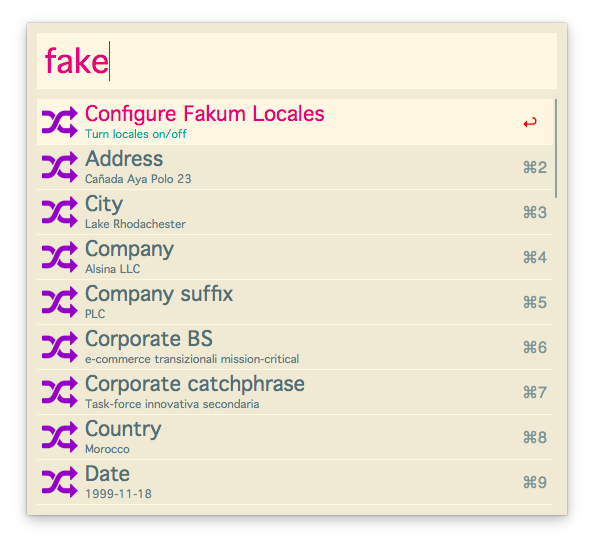 fake
Configure Fakum Locales
Turn locales on/off
↩
Address
Cañada Aya Polo 23
⌘2
City
Lake Rhodachester
⌘3
Company
Alsina LLC
⌘4
Company suffix
PLC
⌘5
Corporate BS
e-commerce transizionali mission-critical
⌘6
Corporate catchphrase
Task-force innovativa secondaria
⌘7
Country
Morocco
⌘8
Date
1999-11-18
⌘9